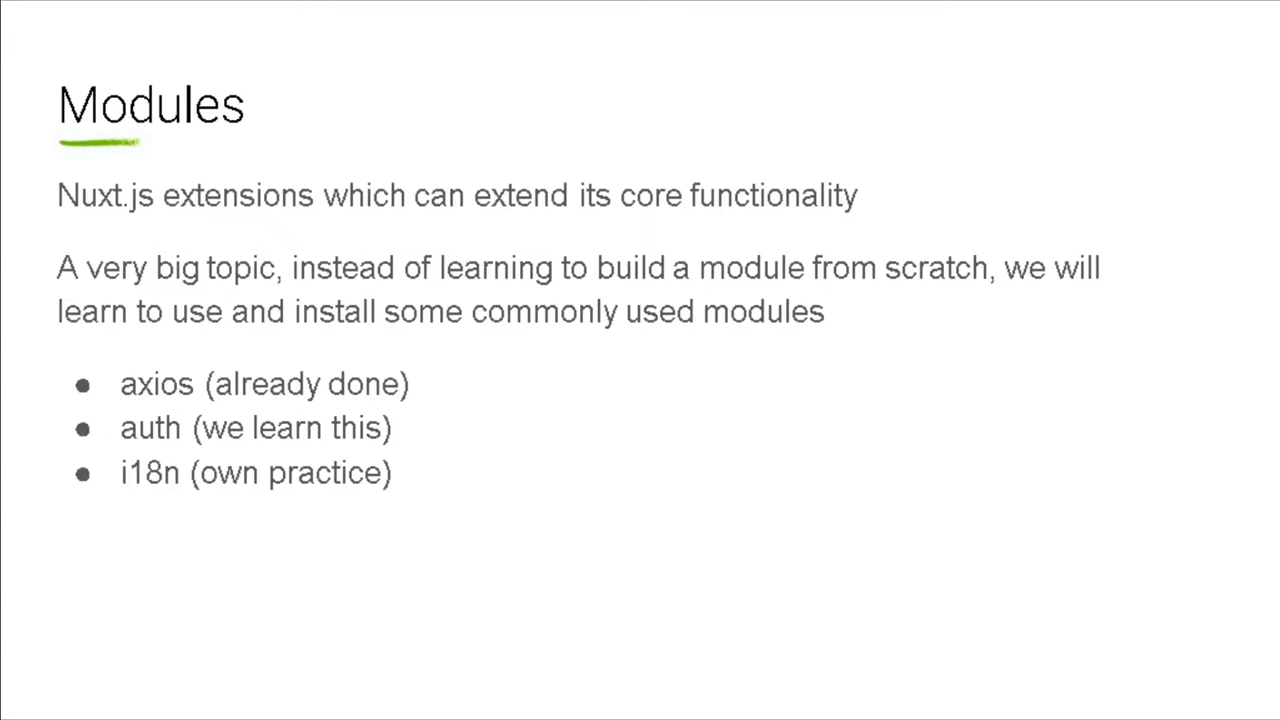 Modules
Nuxt.js extensions which can extend its core functionality
A very big topic, instead of learning to build a module from scratch, we will
learn to use and install some commonly used modules
● axios (already done)
● auth (we learn this)
● i18n (own practice)